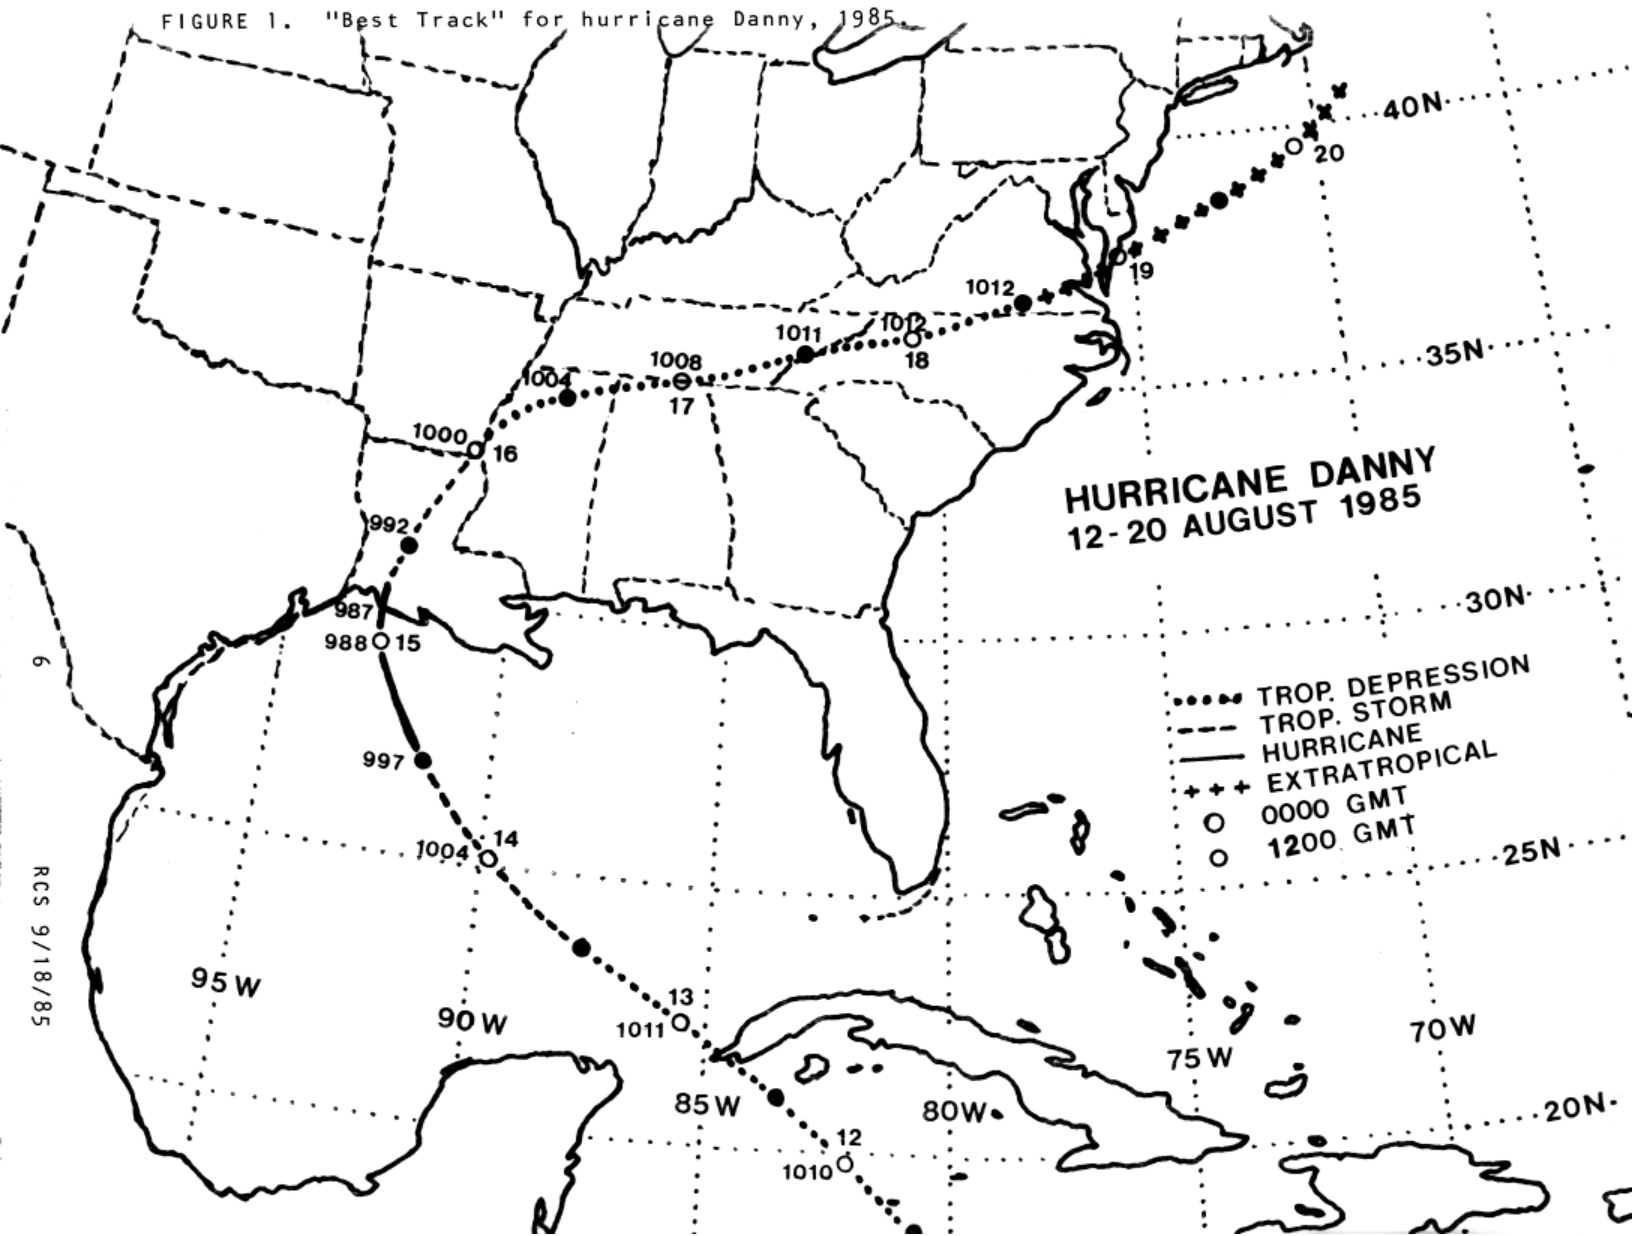 FIGURE 1. "Best Track" for hurricane Danny, 1985.
40N
20
19
1012
1012
18
1011
1008
17
1004
35N
1000
16
HURRICANE DANNY
12-20 AUGUST 1985
992
987
988
15
30N
6
TROP. DEPRESSION
TROP. STORM
HURRICANE
EXTRATROPICAL
0000 GMT
1200 GMT
997
14
1004
25N
RCS 9/18/85
95W
90W
13
1011
85W
80W
75W
70W
20N
12
1010